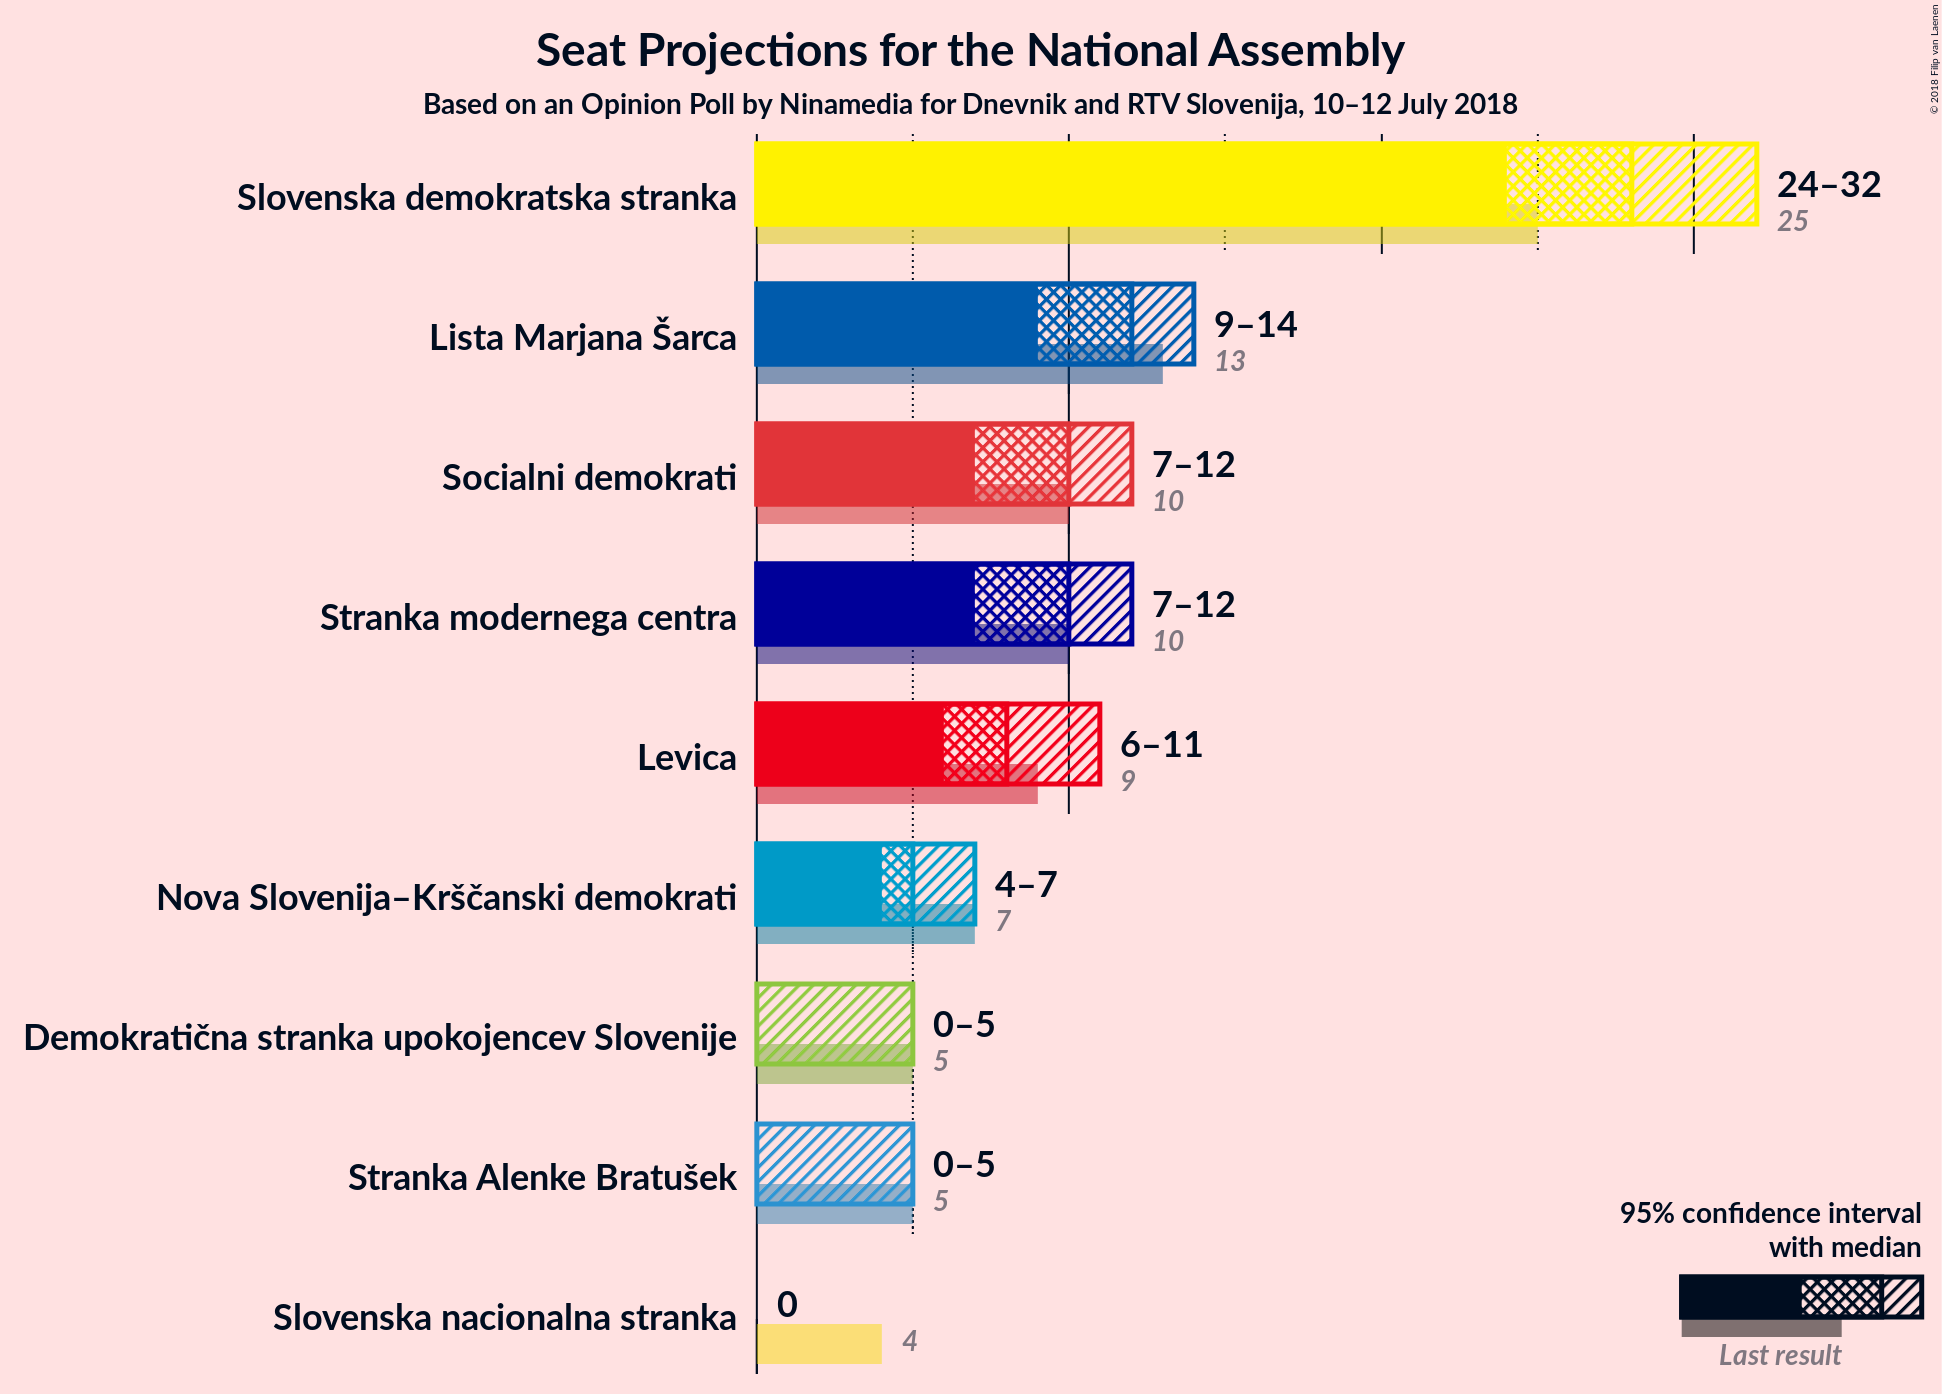 Seat Projections for the National Assembly
Based on an Opinion Poll by Ninamedia for Dnevnik and RTV Slovenija, 10–12 July 2018
© 2018 Filip van Laenen
Slovenska demokratska stranka
24–32
25
Lista Marjana Šarca
9–14
13
Socialni demokrati
7–12
10
Stranka modernega centra
7–12
10
Levica
6–11
9
Nova Slovenija–Krščanski demokrati
4–7
7
Demokratična stranka upokojencev Slovenije
0–5
5
Stranka Alenke Bratušek
0–5
5
Slovenska nacionalna stranka
0
4
95% confidence interval
with median
Last result